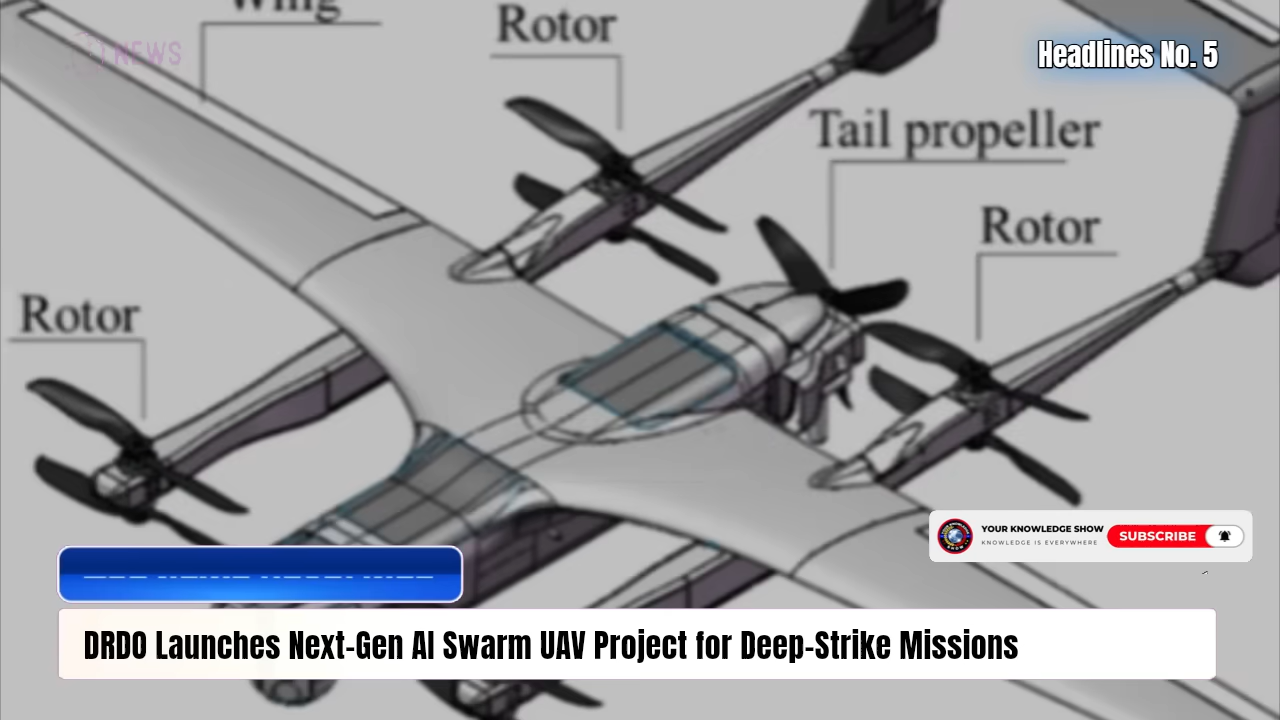 Wing
Rotor
NEWS
Headlines No. 5
Tail propeller
Rotor
Rotor
YOUR KNOWLEDGE SHOW
KNOWLEDGE IS EVERYWHERE
SUBSCRIBE
DRDO Launches Next-Gen AI Swarm UAV Project for Deep-Strike Missions